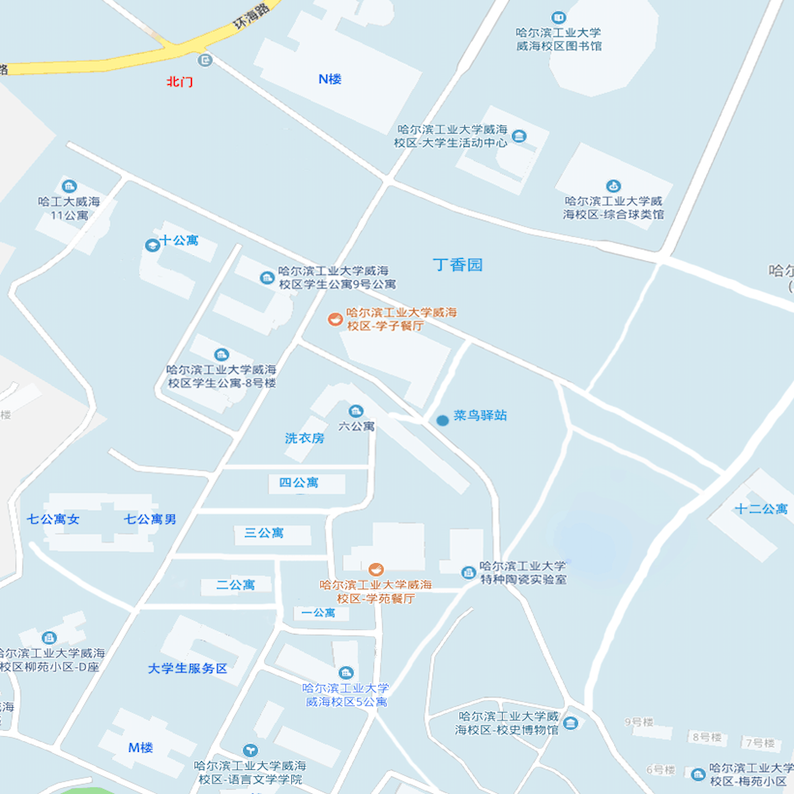 环海路
路
北门
N楼
哈尔滨工业大学
威海校区图书馆
哈尔滨工业大学威海
校区-大学生活动中心
哈尔滨工业大学威
海校区-综合球类馆
哈工大威海
11公寓
十公寓
丁香园
哈尔
(
哈尔滨工业大学威海
校区学生公寓9号公寓
哈尔滨工业大学威海
校区-学子餐厅
哈尔滨工业大学威海
校区学生公寓-8号楼
楼
六公寓
菜鸟驿站
洗衣房
四公寓
七公寓女
七公寓男
三公寓
十二公寓
哈尔滨工业大学
特种陶瓷实验室
哈尔滨工业大学威海
校区-学苑餐厅
二公寓
一公寓
哈尔滨工业大学威海
校区柳苑小区-D座
大学生服务区
哈尔滨工业大学
威海校区5公寓
海
哈尔滨工业大学威
海校区-校史博物馆
9号楼
8号楼
7号楼
M楼
6号楼
哈尔滨工业大学威海
校区-语言文学学院
哈尔滨工业大学
校区-梅苑小区